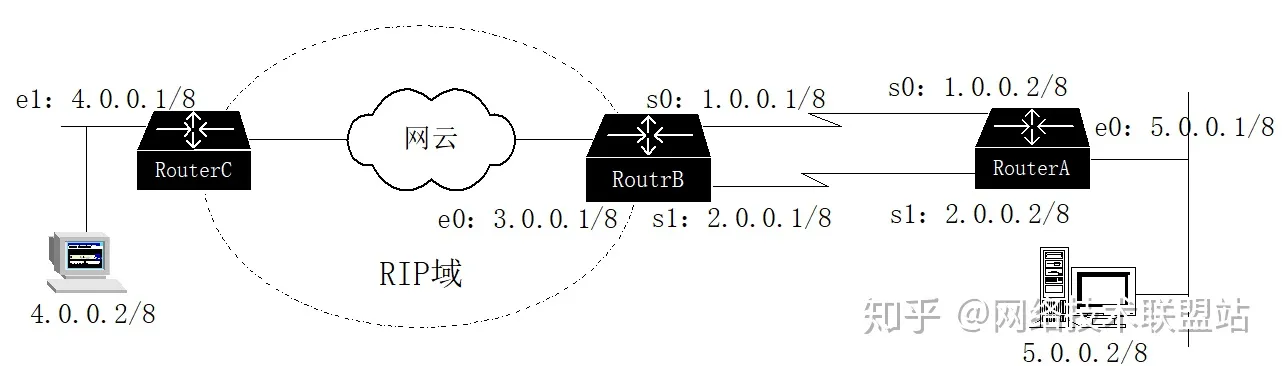 e1: 4.0.0.1/8
网云
s0: 1.0.0.1/8
s0: 1.0.0.2/8
e0: 5.0.0.1/8
RouterC
RoutrB
RouterA
e0: 3.0.0.1/8
s1: 2.0.0.1/8
s1: 2.0.0.2/8
RIP域
4.0.0.2/8
5.0.0.2/8
知乎 @网络技术联盟站